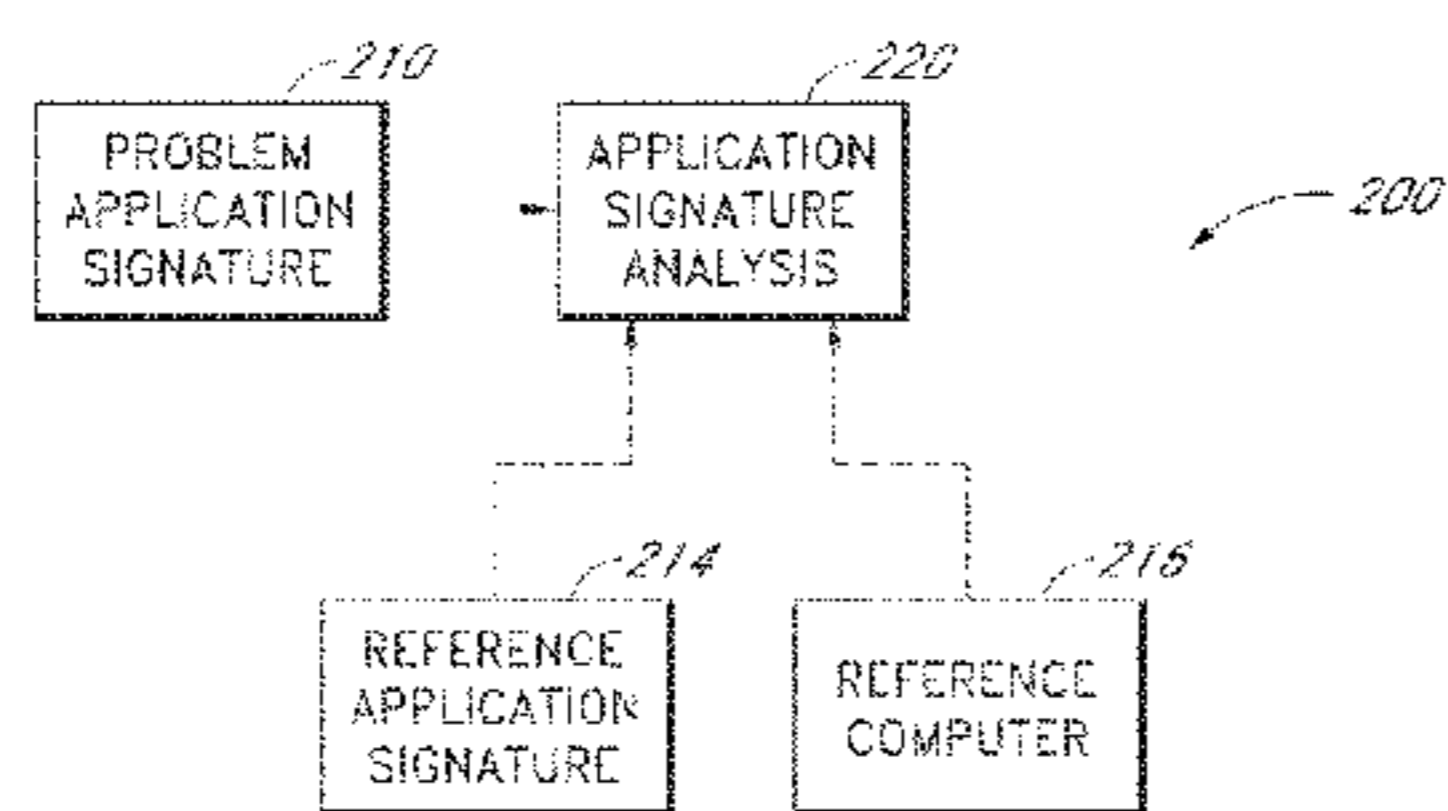 210
220
PROBLEM
APPLICATION
SIGNATURE
APPLICATION
SIGNATURE
ANALYSIS
200
214
216
REFERENCE
APPLICATION
SIGNATURE
REFERENCE
COMPUTER